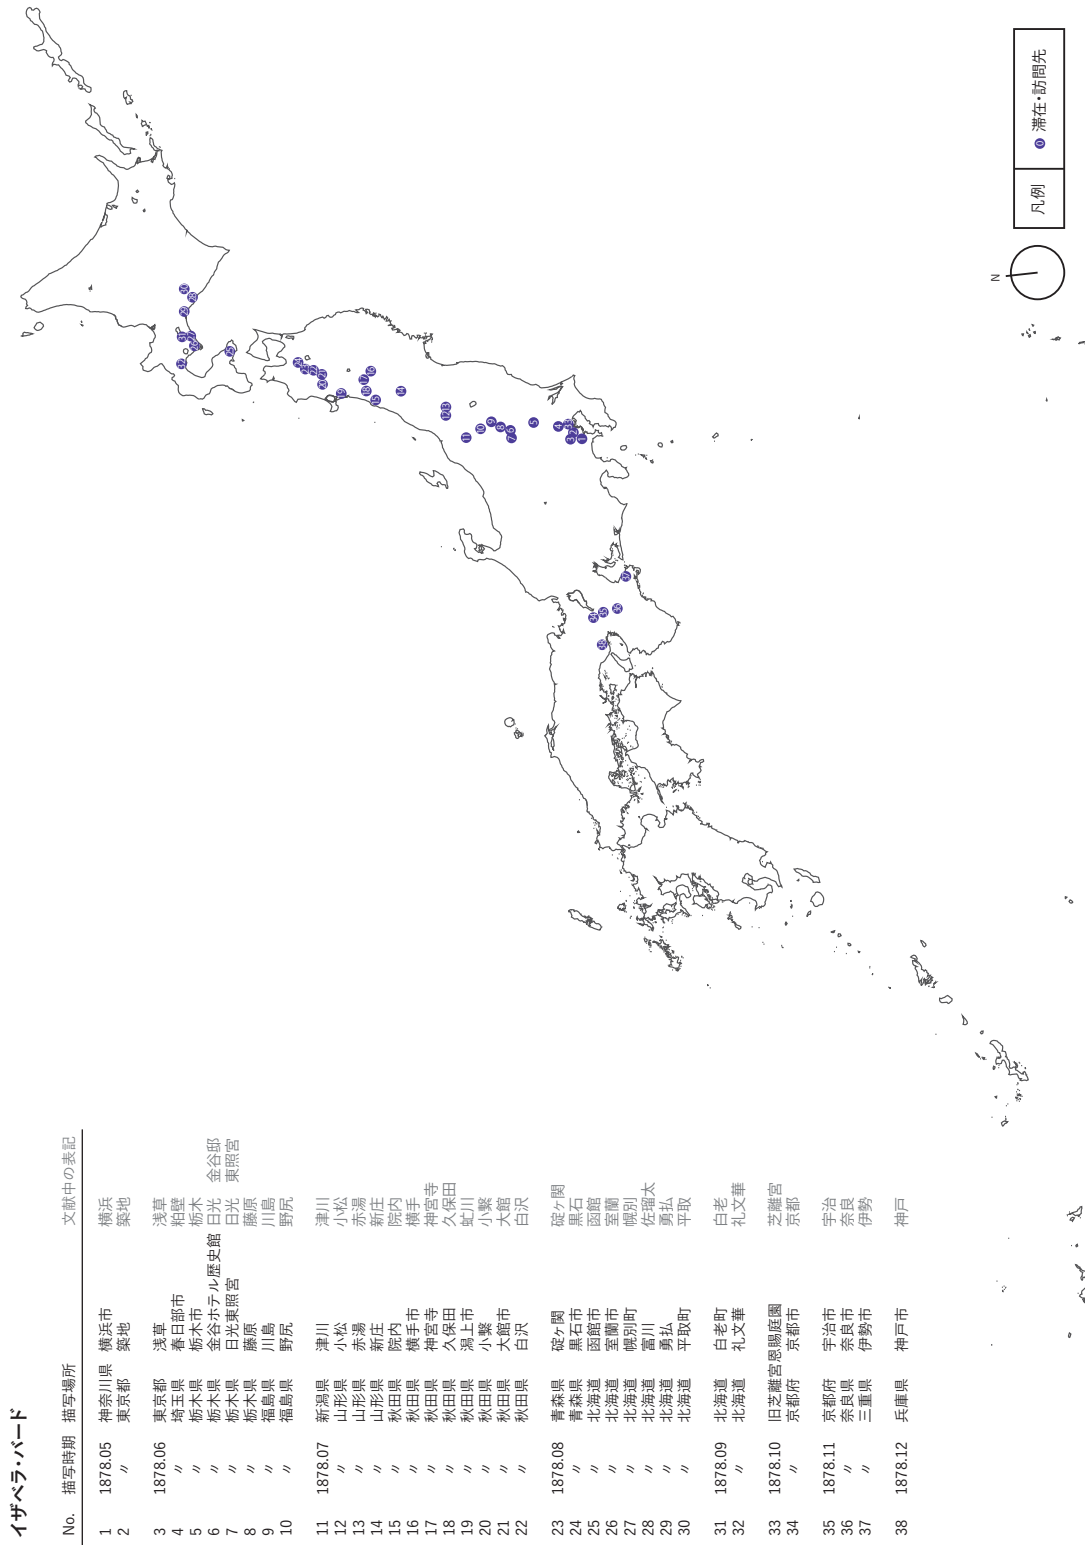 イザベラ・バード
No. 描写時期 描写場所 文献中の表記
1 1878.05 神奈川県 横浜市 横浜
2 〃 東京都 築地 築地
3 1878.06 東京都 浅草 浅草
4 〃 埼玉県 春日部市 粕壁
5 〃 栃木県 栃木市 栃木
6 〃 栃木県 金谷ホテル歴史館 日光 金谷邸
7 〃 栃木県 日光東照宮 日光 東照宮
8 〃 栃木県 藤原 藤原
9 〃 福島県 川島 川島
10 〃 福島県 野尻 野尻
11 1878.07 新潟県 津川 津川
12 〃 山形県 小松 小松
13 〃 山形県 赤湯 赤湯
14 〃 山形県 新庄 新庄
15 〃 秋田県 院内 院内
16 〃 秋田県 横手市 横手
17 〃 秋田県 神宮寺 神宮寺
18 〃 秋田県 久保田 久保田
19 〃 秋田県 潟上市 虻川
20 〃 秋田県 小繋 小繋
21 〃 秋田県 大館市 大館
22 〃 秋田県 白沢 白沢
23 1878.08 青森県 碇ヶ関 碇ヶ関
24 〃 青森県 黒石市 黒石
25 〃 北海道 函館市 函館
26 〃 北海道 室蘭市 室蘭
27 〃 北海道 幌別町 幌別
28 〃 北海道 富川 佐瑠太
29 〃 北海道 勇払 勇払
30 〃 北海道 平取町 平取
31 1878.09 北海道 白老町 白老
32 〃 北海道 礼文華 礼文華
33 1878.10 旧芝離宮恩賜庭園 芝離宮
34 〃 京都府 京都市 京都
35 1878.11 京都府 宇治市 宇治
36 〃 奈良県 奈良市 奈良
37 〃 三重県 伊勢市 伊勢
38 1878.12 兵庫県 神戸市 神戸
N
凡例 0 滞在・訪問先